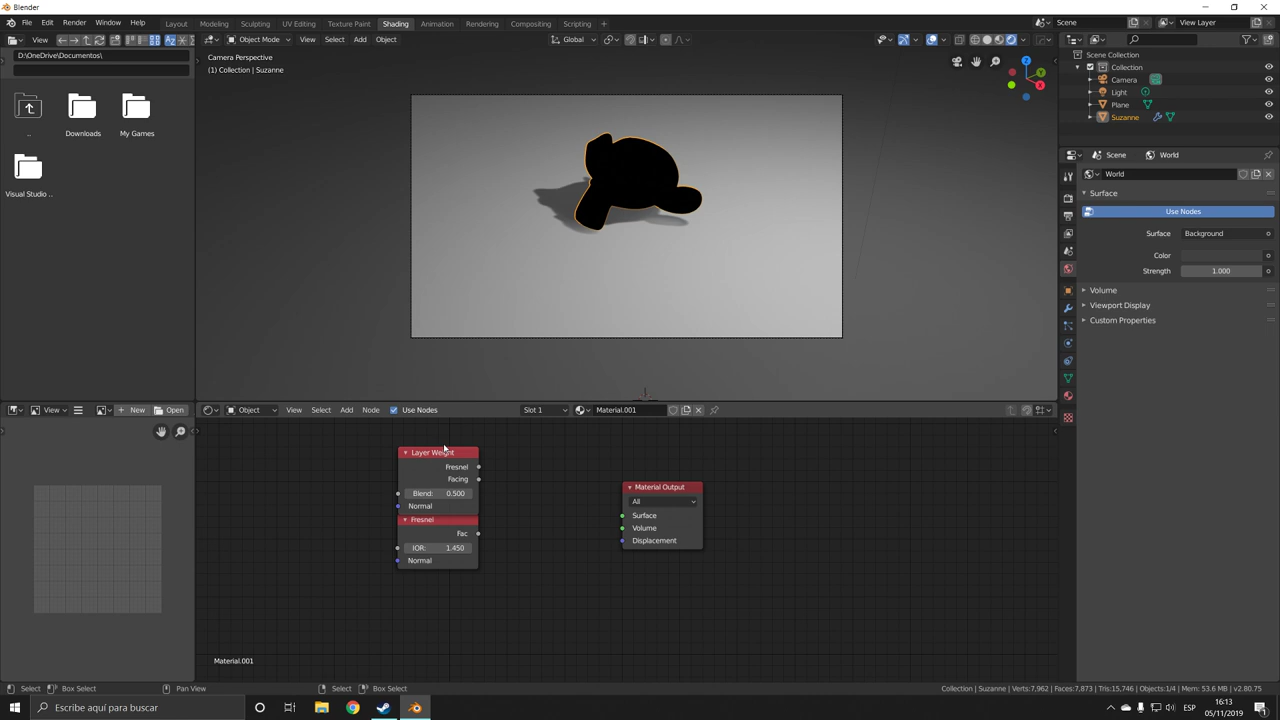 Blender
File Edit Render Window Help Layout Modeling Sculpting UV Editing Texture Paint Shading Animation Rendering Compositing Scripting + Scene View Layer
View
Object Mode View Select Add Object Global
D:\OneDrive\Documentos\
..
Downloads
My Games
Visual Studio ..
Camera Perspective
(1) Collection | Suzanne
X
Y
Z
Scene Collection
Collection
Camera
Light
Plane
Suzanne
Scene World
World
Surface
Use Nodes
Surface Background
Color
Strength 1.000
Volume
Viewport Display
Custom Properties
View New Open
Object View Select Add Node Use Nodes Slot 1 Material.001
Layer Weight
Fresnel
Facing
Blend: 0.500
Normal
Fresnel
Fac
IOR: 1.450
Normal
Material Output
All
Surface
Volume
Displacement
Material.001
Select Box Select Pan View Select Box Select
Collection | Suzanne | Verts:7,962 | Faces:7,873 | Tris:15,746 | Objects:1/4 | Mem: 53.6 MB | v2.80.75
Escribe aquí para buscar
ESP
16:13
05/11/2019